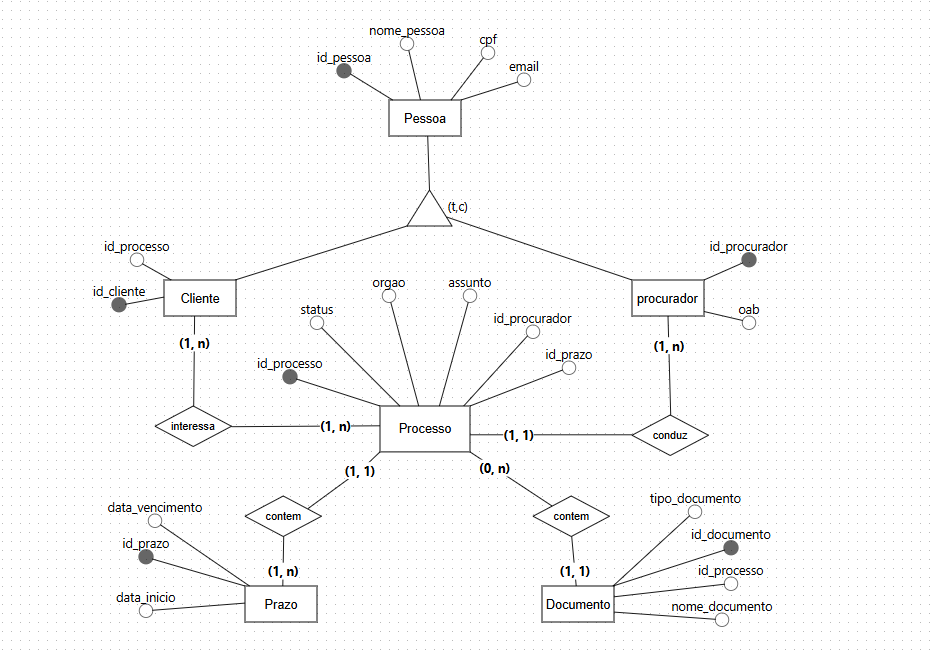 nome_pessoa
cpf
id_pessoa
email
Pessoa
(t,c)
id_processo
id_procurador
id_cliente
Cliente
orgao
assunto
procurador
status
id_procurador
oab
(1, n)
(1, n)
id_processo
id_prazo
interessa
(1, n)
Processo
(1, 1)
conduz
(1, 1)
(0, n)
data_vencimento
contem
contem
tipo_documento
id_prazo
id_documento
(1, n)
(1, 1)
id_processo
data_inicio
Prazo
Documento
nome_documento